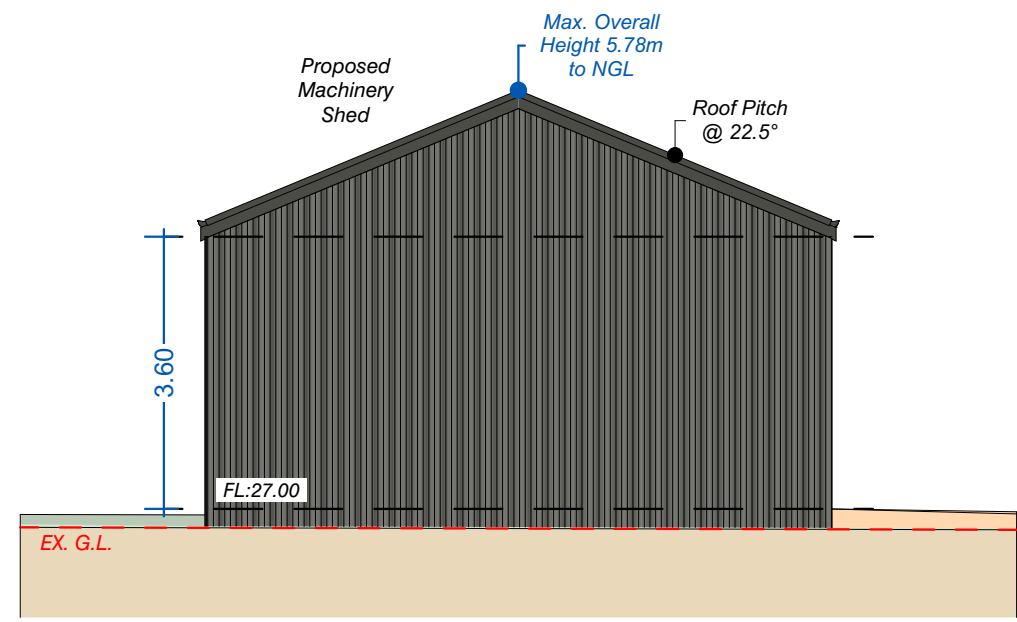 Max. Overall
Height 5.78m
to NGL
Proposed
Machinery
Shed
Roof Pitch
@ 22.5°
3.60
FL:27.00
EX. G.L.